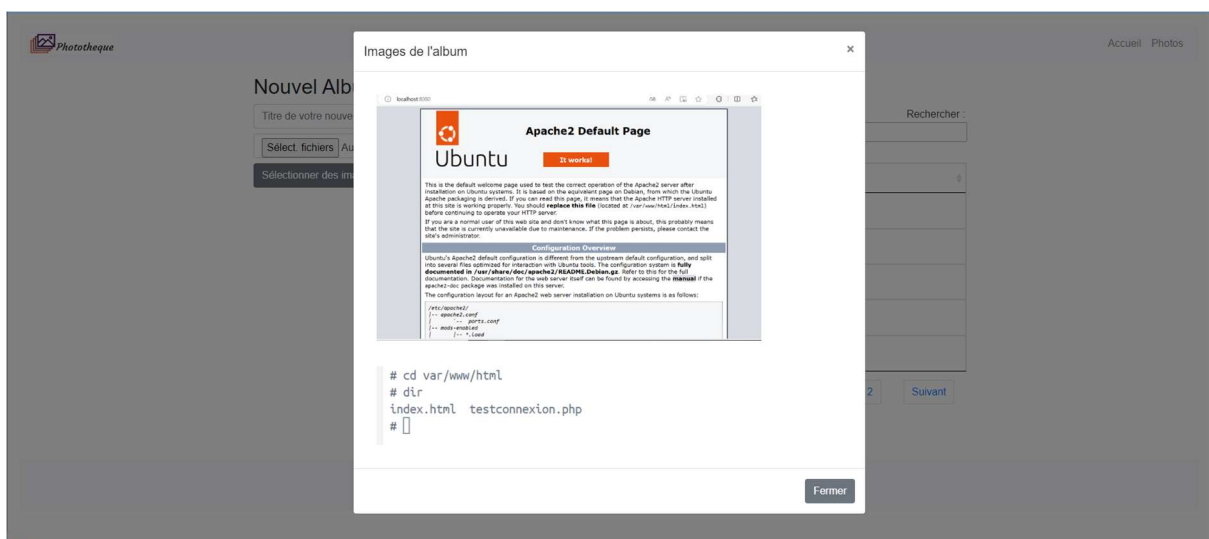 Phototheque
Accueil Photos
Images de l'album
×
Nouvel Alb
Titre de votre nouve
Sélect. fichiers Au
Sélectionner des im
Rechercher :
localhost:8080
Apache2 Default Page
Ubuntu
It works!
This is the default welcome page used to test the correct operation of the Apache2 server after
installation on Ubuntu systems. It is based on the equivalent page on Debian, from which the Ubuntu
Apache packaging is derived. If you can read this page, it means that the Apache HTTP server installed
at this site is working properly. You should replace this file (located at /var/www/html/index.html)
before continuing to operate your HTTP server.
If you are a normal user of this web site and don't know what this page is about, this probably means
that the site is currently unavailable due to maintenance. If the problem persists, please contact the
site's administrator.
Configuration Overview
Ubuntu's Apache2 default configuration is different from the upstream default configuration, and split
into several files optimized for interaction with Ubuntu tools. The configuration system is fully
documented in /usr/share/doc/apache2/README.Debian.gz. Refer to this for the full
documentation. Documentation for the web server itself can be found by accessing the manual if the
apache2-doc package was installed on this server.
The configuration layout for an Apache2 web server installation on Ubuntu systems is as follows:
/etc/apache2/
|-- apache2.conf
|       `-- ports.conf
|-- mods-enabled
|       |-- *.load
# cd var/www/html
# dir
index.html testconnexion.php
#
2 Suivant
Fermer